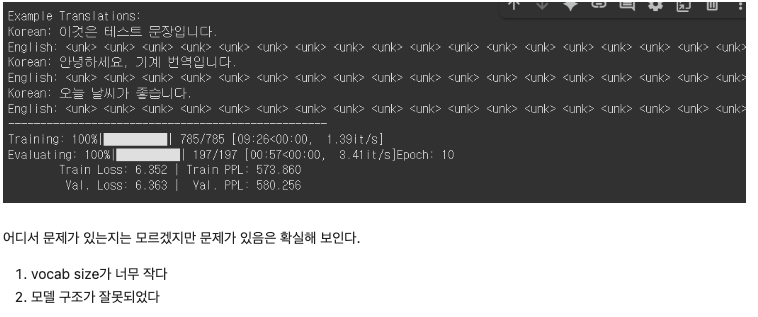 Example Translations:
Korean: 이것은 테스트 문장입니다.
English: <unk> <unk> <unk> <unk> <unk> <unk> <unk> <unk> <unk> <unk> <unk> <unk> <unk> <unk> <unk> <unk> <unk> <unk>
Korean: 안녕하세요, 기계 번역입니다.
English: <unk> <unk> <unk> <unk> <unk> <unk> <unk> <unk> <unk> <unk> <unk> <unk> <unk> <unk> <unk> <unk> <unk> <unk>
Korean: 오늘 날씨가 좋습니다.
English: <unk> <unk> <unk> <unk> <unk> <unk> <unk> <unk> <unk> <unk> <unk> <unk> <unk> <unk> <unk> <unk> <unk> <unk>
--------------------------------------------------
Training: 100%|██████████| 785/785 [09:26<00:00,  1.39it/s]
Evaluating: 100%|██████████| 197/197 [00:57<00:00,  3.41it/s]Epoch: 10
Train Loss: 6.352 | Train PPL: 573.860
Val. Loss: 6.363 |  Val. PPL: 580.256
어디서 문제가 있는지는 모르겠지만 문제가 있음은 확실해 보인다.
1. vocab size가 너무 작다
2. 모델 구조가 잘못되었다